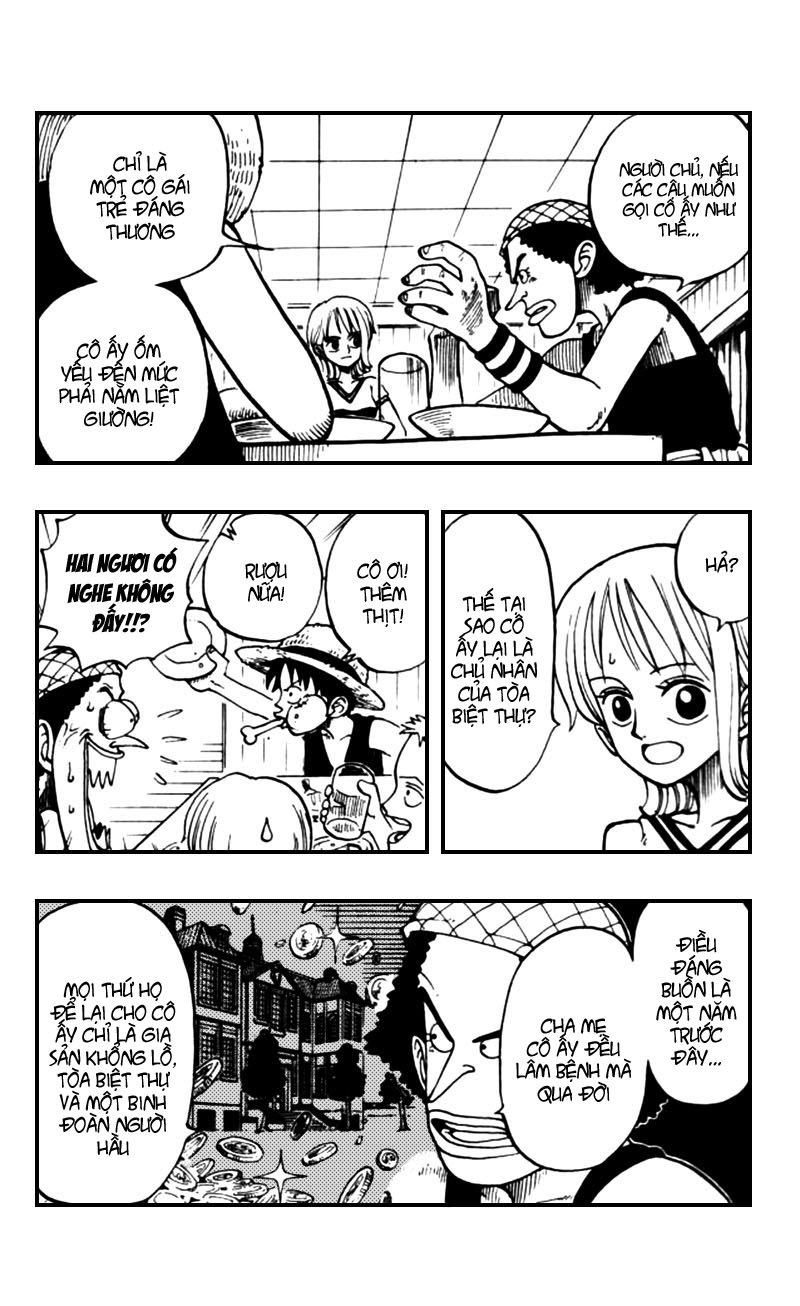 NGƯỜI CHỦ, NẾU
CÁC CẬU MUỐN
GỌI CÔ ẤY NHƯ
THẾ...
CHỈ LÀ
MỘT CÔ GÁI
TRẺ ĐÁNG
THƯƠNG
CÔ ẤY ỐM
YẾU ĐẾN MỨC
PHẢI NẰM LIỆT
GIƯỜNG!
HẢ?
THẾ TẠI
SAO CÔ
ẤY LẠI LÀ
CHỦ NHÂN
CỦA TÒA
BIỆT THỰ?
CÔ ƠI!
THÊM
THỊT!
RƯỢU
NỮA!
HAI NGƯƠI CÓ
NGHE KHÔNG
ĐẤY!!?
ĐIỀU
ĐÁNG
BUỒN LÀ
MỘT NĂM
TRƯỚC
ĐÂY...
CHA MẸ
CÔ ẤY ĐỀU
LÂM BỆNH MÀ
QUA ĐỜI
MỌI THỨ HỌ
ĐỂ LẠI CHO CÔ
ẤY CHỈ LÀ GIA
SẢN KHỔNG LỒ,
TÒA BIỆT THỰ
VÀ MỘT BINH
ĐOÀN NGƯỜI
HẦU